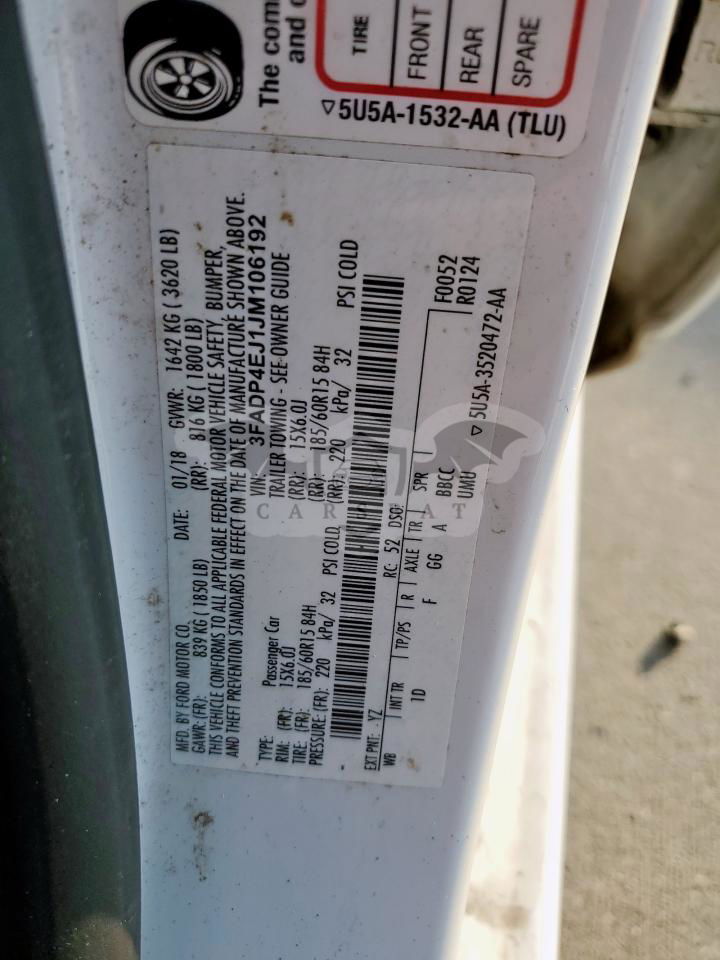 The com
and c
TIRE
FRONT
REAR
SPARE
▽5U5A-1532-AA (TLU)
MFD. BY FORD MOTOR CO.
DATE: 01/18 GVWR: 1642 KG ( 3620 LB)
GAWR: (FR): 839 KG ( 1850 LB) (RR): 816 KG ( 1800 LB)
THIS VEHICLE CONFORMS TO ALL APPLICABLE FEDERAL MOTOR VEHICLE SAFETY, BUMPER,
AND THEFT PREVENTION STANDARDS IN EFFECT ON THE DATE OF MANUFACTURE SHOWN ABOVE.
VIN: 3FADP4EJ1JM106192
TYPE: Passenger Car TRAILER TOWING - SEE OWNER GUIDE
RIM: (FR): 15X6.0J (RR): 15X6.0J
TIRE: (FR): 185/60R15 84H (RR): 185/60R15 84H
PRESSURE: (FR): 220 kPa/ 32 PSI COLD (RR): 220 kPa/ 32 PSI COLD
EXT PNT: YZ RC: 52 DSO: F0052
WB INT TR TP/PS R AXLE TR SPR R0124
1D F GG A BBCC UMU
▽5U5A-3520472-AA